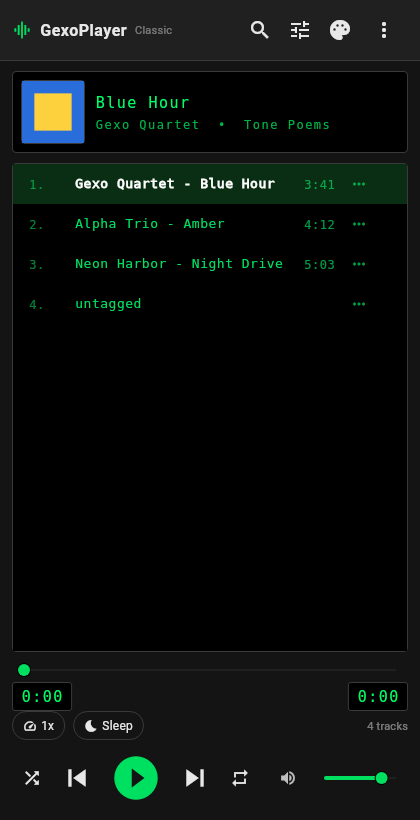 GexoPlayer Classic
Blue Hour
Gexo Quartet • Tone Poems
1. Gexo Quartet - Blue Hour 3:41
2. Alpha Trio - Amber 4:12
3. Neon Harbor - Night Drive 5:03
4. untagged
0:00 0:00
1x Sleep 4 tracks